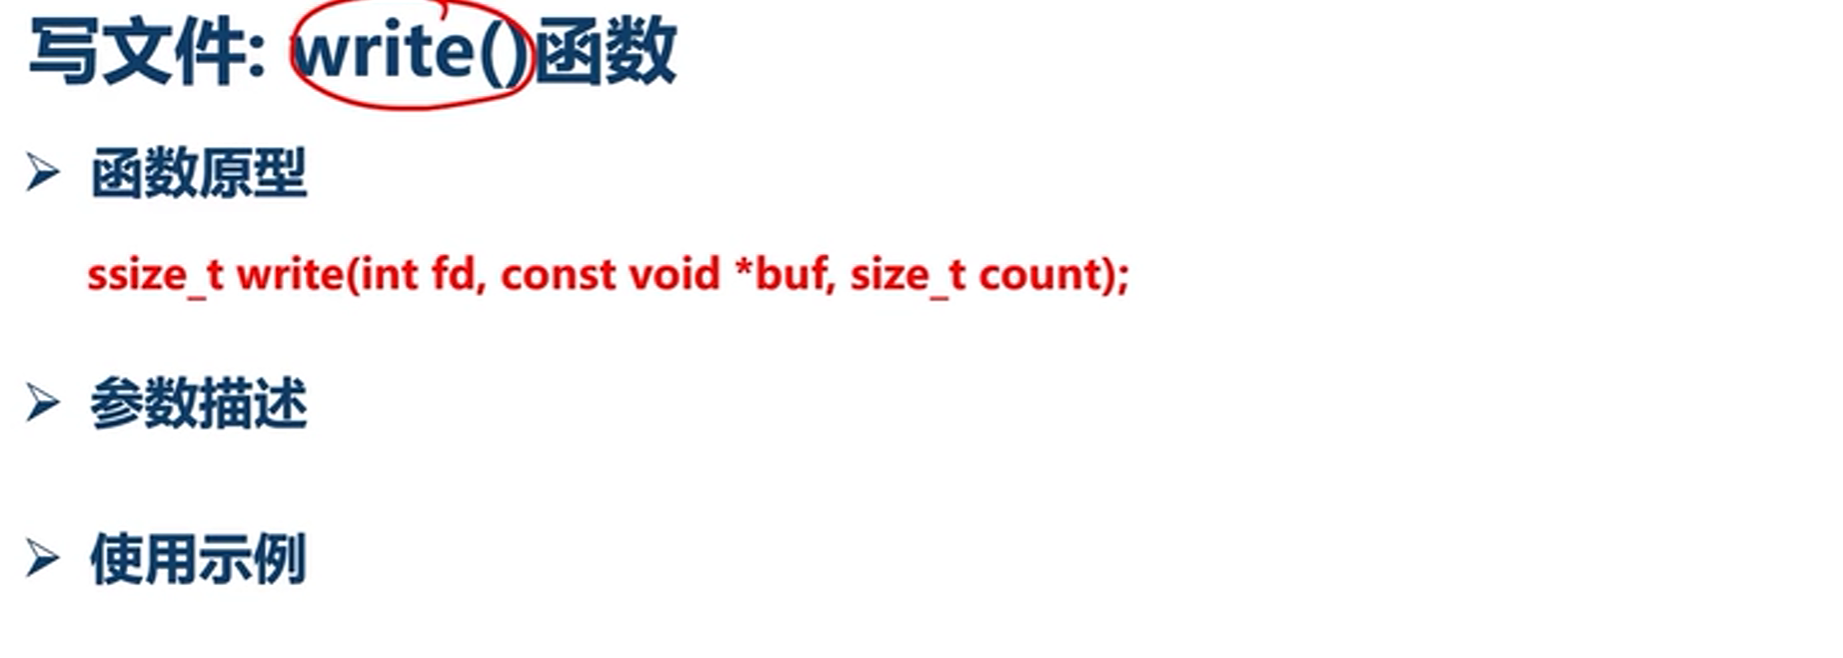 写文件: write()函数
函数原型
ssize_t write(int fd, const void *buf, size_t count);
参数描述
使用示例